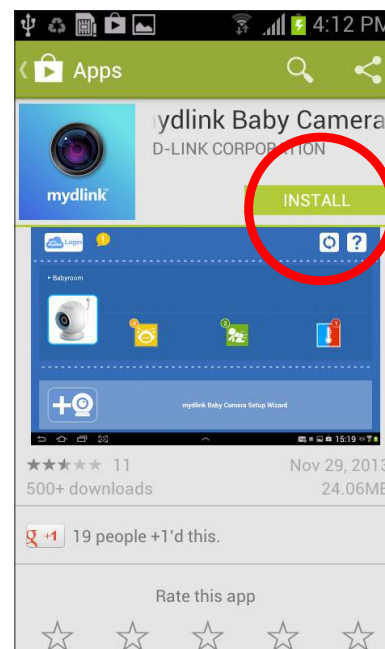 4:12 PM
Apps
ydlink Baby Camera
D-LINK CORPORATION
mydlink
INSTALL
Login
Babyroom
mydlink Baby Camera Setup Wizard
15:19
11
Nov 29, 2013
500+ downloads
24.06MB
g +1 19 people +1'd this.
Rate this app